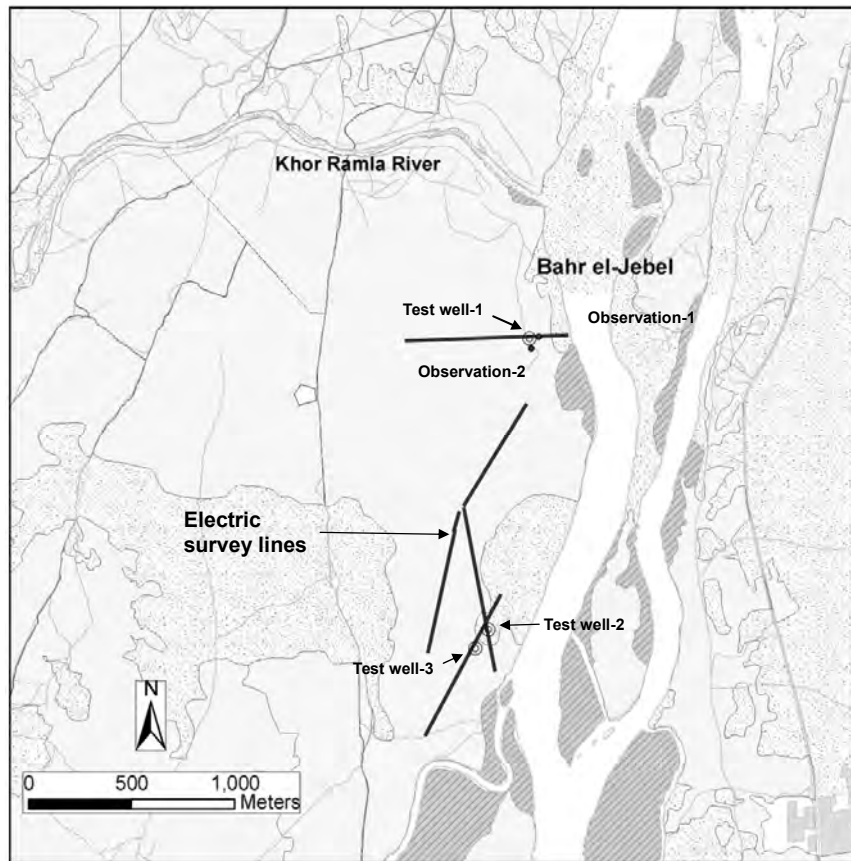 Khor Ramla River
Bahr el-Jebel
Test well-1
Observation-1
Observation-2
Electric
survey lines
Test well-2
Test well-3
N
0 500 1,000
Meters